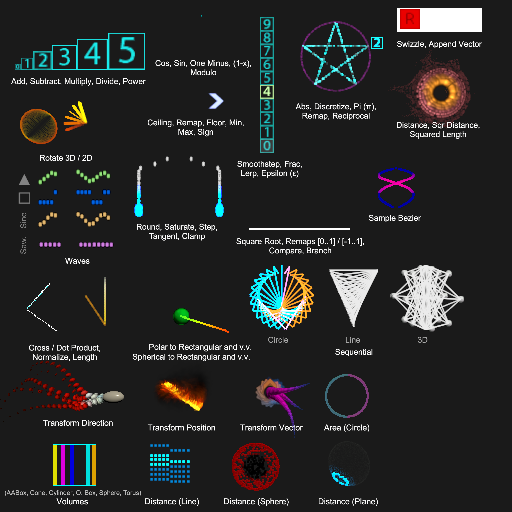 0 1 2 3 4 5
Add, Subtract, Multiply, Divide, Power
Cos, Sin, One Minus, (1-x),
Modulo
Ceiling, Remap, Floor, Min,
Max, Sign
9
8
7
6
5
4
3
2
1
0
Smoothstep, Frac,
Lerp, Epsilon (ε)
2
Abs, Discretize, Pi (π),
Remap, Reciprocal
R
Swizzle, Append Vector
Distance, Sqr Distance,
Squared Length
Rotate 3D / 2D
Saw, Sine
Waves
Round, Saturate, Step,
Tangent, Clamp
Sample Bezier
Square Root, Remaps [0..1] / [-1..1],
Compare, Branch
Cross / Dot Product,
Normalize, Length
Polar to Rectangular and v.v.
Spherical to Rectangular and v.v.
Circle Line 3D
Sequential
Transform Direction
Transform Position
Transform Vector
Area (Circle)
(AABox, Cone, Cylinder, O. Box, Sphere, Torus)
Volumes
Distance (Line)
Distance (Sphere)
Distance (Plane)